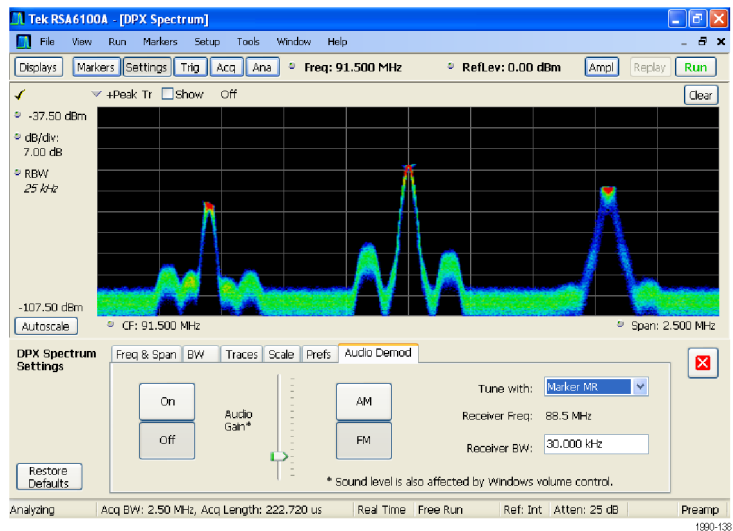 Tek RSA6100A - [DPX Spectrum]
File View Run Markers Setup Tools Window Help
Displays Markers Settings Trig Acq Ana Freq: 91.500 MHz RefLev: 0.00 dBm Ampl Replay Run
+Peak Tr Show Off Clear
-37.50 dBm
dB/div:
7.00 dB
RBW
25 kHz
-107.50 dBm
Autoscale CF: 91.500 MHz Span: 2.500 MHz
DPX Spectrum
Settings
Freq & Span BW Traces Scale Prefs Audio Demod
On
Off
Audio
Gain*
AM
FM
Tune with: Marker MR
Receiver Freq: 88.5 MHz
Receiver BW: 30.000 kHz
* Sound level is also affected by Windows volume control.
Restore
Defaults
Analyzing Acq BW: 2.50 MHz, Acq Length: 222.720 us Real Time Free Run Ref: Int Atten: 25 dB Preamp
1990-138